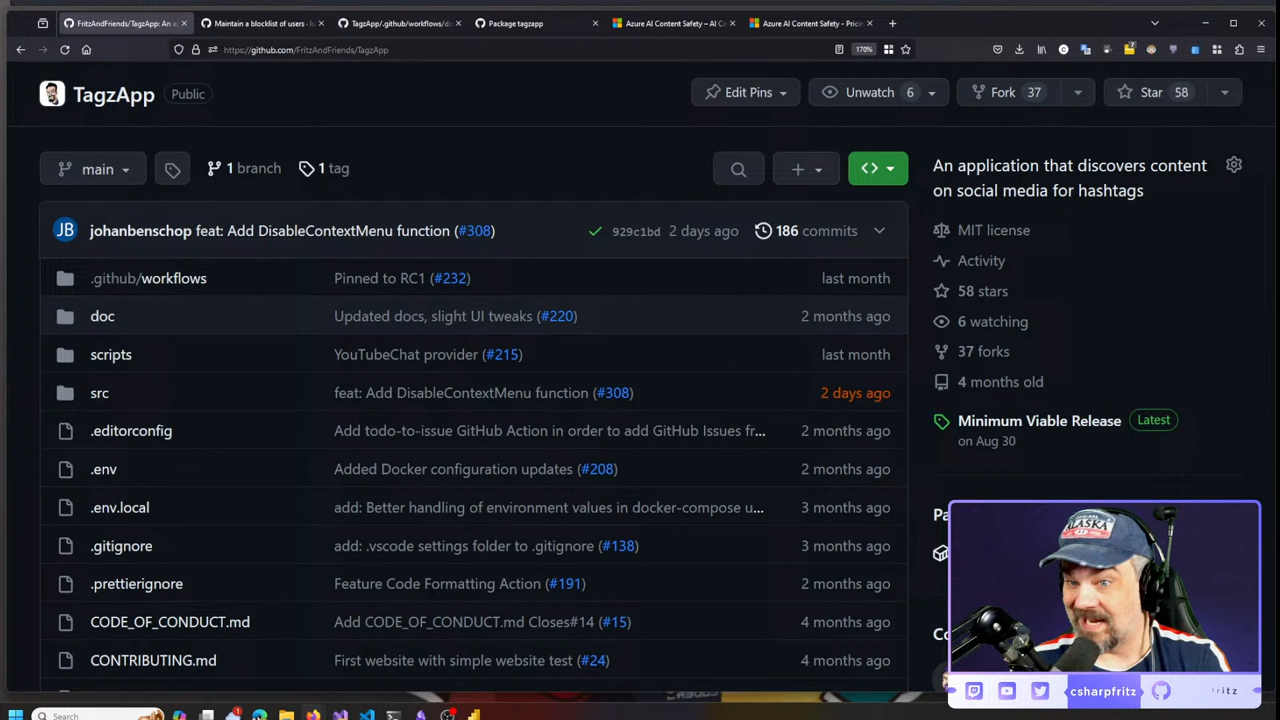 FritzAndFriends/TagzApp: An a
Maintain a blocklist of users · Is
TagzApp/.github/workflows/do
Package tagzapp
Azure AI Content Safety – AI C
Azure AI Content Safety - Pricin
https://github.com/FritzAndFriends/TagzApp
170%
TagzApp Public
Edit Pins
Unwatch 6
Fork 37
Star 58
main
1 branch
1 tag
JB johanbenschop feat: Add DisableContextMenu function (#308) 929c1bd 2 days ago 186 commits
.github/workflows Pinned to RC1 (#232) last month
doc Updated docs, slight UI tweaks (#220) 2 months ago
scripts YouTubeChat provider (#215) last month
src feat: Add DisableContextMenu function (#308) 2 days ago
.editorconfig Add todo-to-issue GitHub Action in order to add GitHub Issues fr... 2 months ago
.env Added Docker configuration updates (#208) 2 months ago
.env.local add: Better handling of environment values in docker-compose u... 3 months ago
.gitignore add: .vscode settings folder to .gitignore (#138) 3 months ago
.prettierignore Feature Code Formatting Action (#191) 2 months ago
CODE_OF_CONDUCT.md Add CODE_OF_CONDUCT.md Closes#14 (#15) 4 months ago
CONTRIBUTING.md First website with simple website test (#24) 4 months ago
An application that discovers content
on social media for hashtags
MIT license
Activity
58 stars
6 watching
37 forks
4 months old
Minimum Viable Release Latest
on Aug 30
ALASKA
csharpfritz
Search